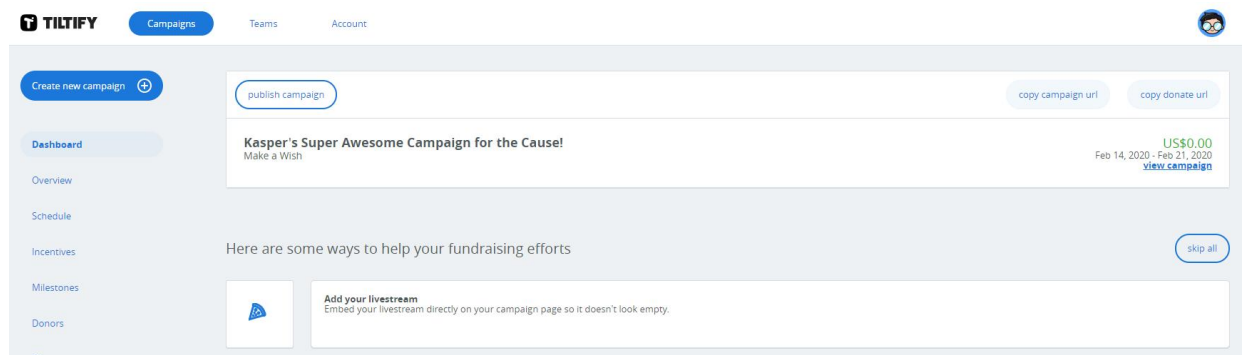 TILTIFY
Campaigns
Teams
Account
Create new campaign
publish campaign
copy campaign url
copy donate url
Dashboard
Kasper's Super Awesome Campaign for the Cause!
Make a Wish
US$0.00
Feb 14, 2020 - Feb 21, 2020
view campaign
Overview
Schedule
Incentives
Here are some ways to help your fundraising efforts
skip all
Milestones
Add your livestream
Embed your livestream directly on your campaign page so it doesn't look empty.
Donors